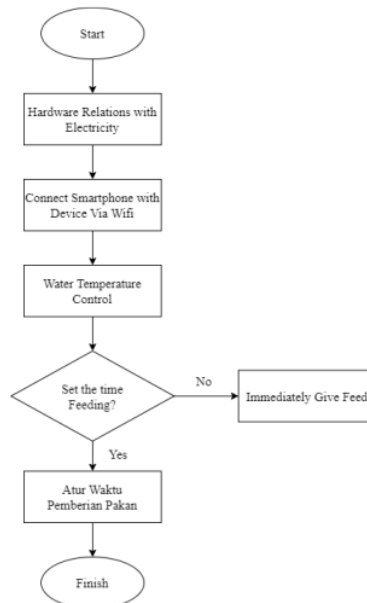 Start
Hardware Relations with
Electricity
Connect Smartphone with
Device Via Wifi
Water Temperature
Control
Set the time
Feeding?
No
Immediately Give Feed
Yes
Atur Waktu
Pemberian Pakan
Finish